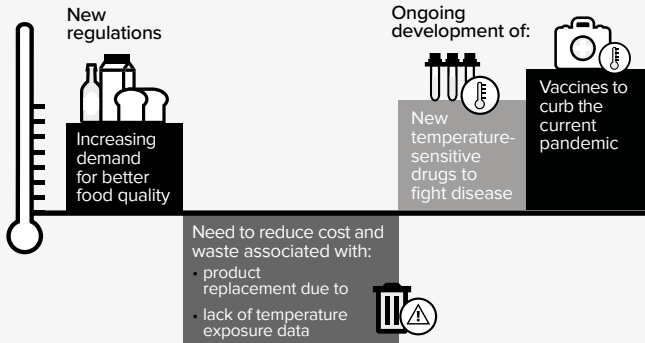 New
regulations
Increasing
demand
for better
food quality
Need to reduce cost and
waste associated with:
• product
replacement due to
• lack of temperature
exposure data
Ongoing
development of:
New
temperature-
sensitive
drugs to
fight disease
Vaccines to
curb the
current
pandemic